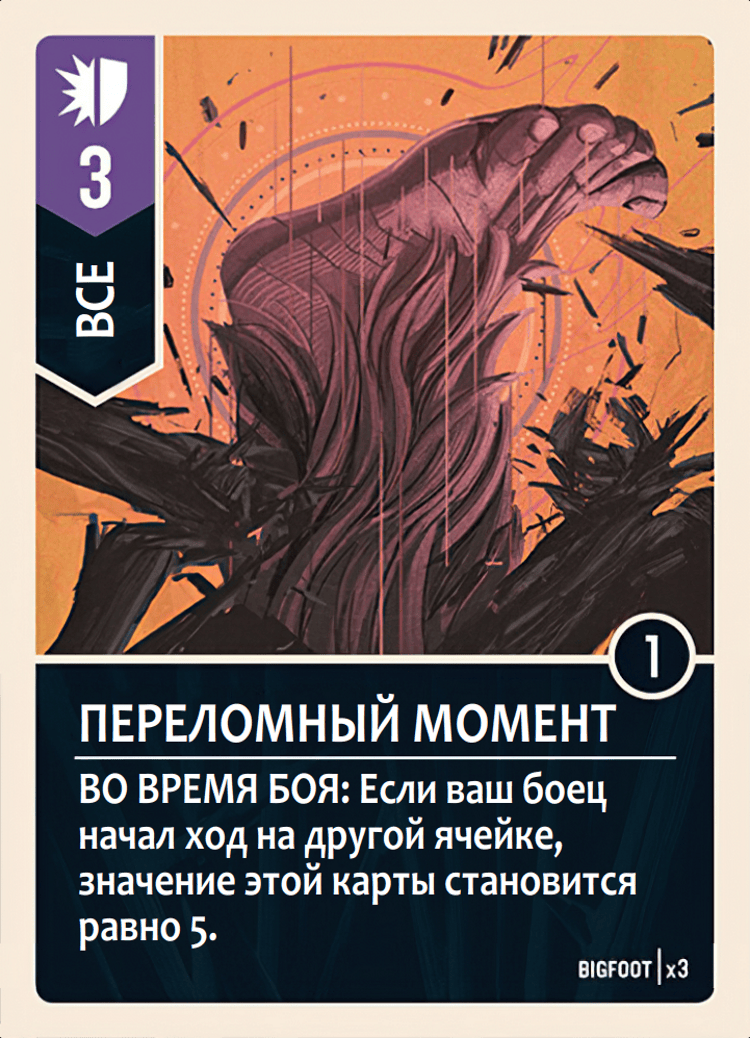 3
ВСЕ
1
ПЕРЕЛОМНЫЙ МОМЕНТ
ВО ВРЕМЯ БОЯ: Если ваш боец
начал ход на другой ячейке,
значение этой карты становится
равно 5.
BIGFOOT | x3